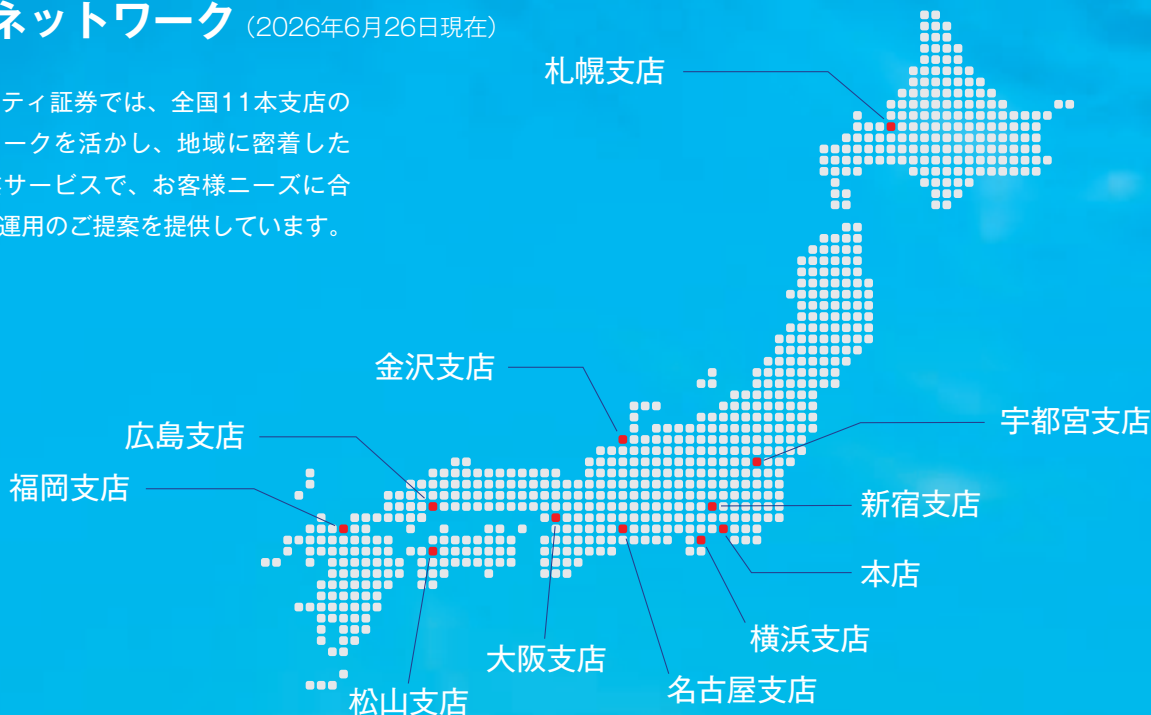 ネットワーク（2026年6月26日現在）
ティ証券では、全国11本支店の
ークを活かし、地域に密着した
サービスで、お客様ニーズに合
運用のご提案を提供しています。
札幌支店
金沢支店
広島支店
宇都宮支店
福岡支店
新宿支店
本店
横浜支店
大阪支店
名古屋支店
松山支店